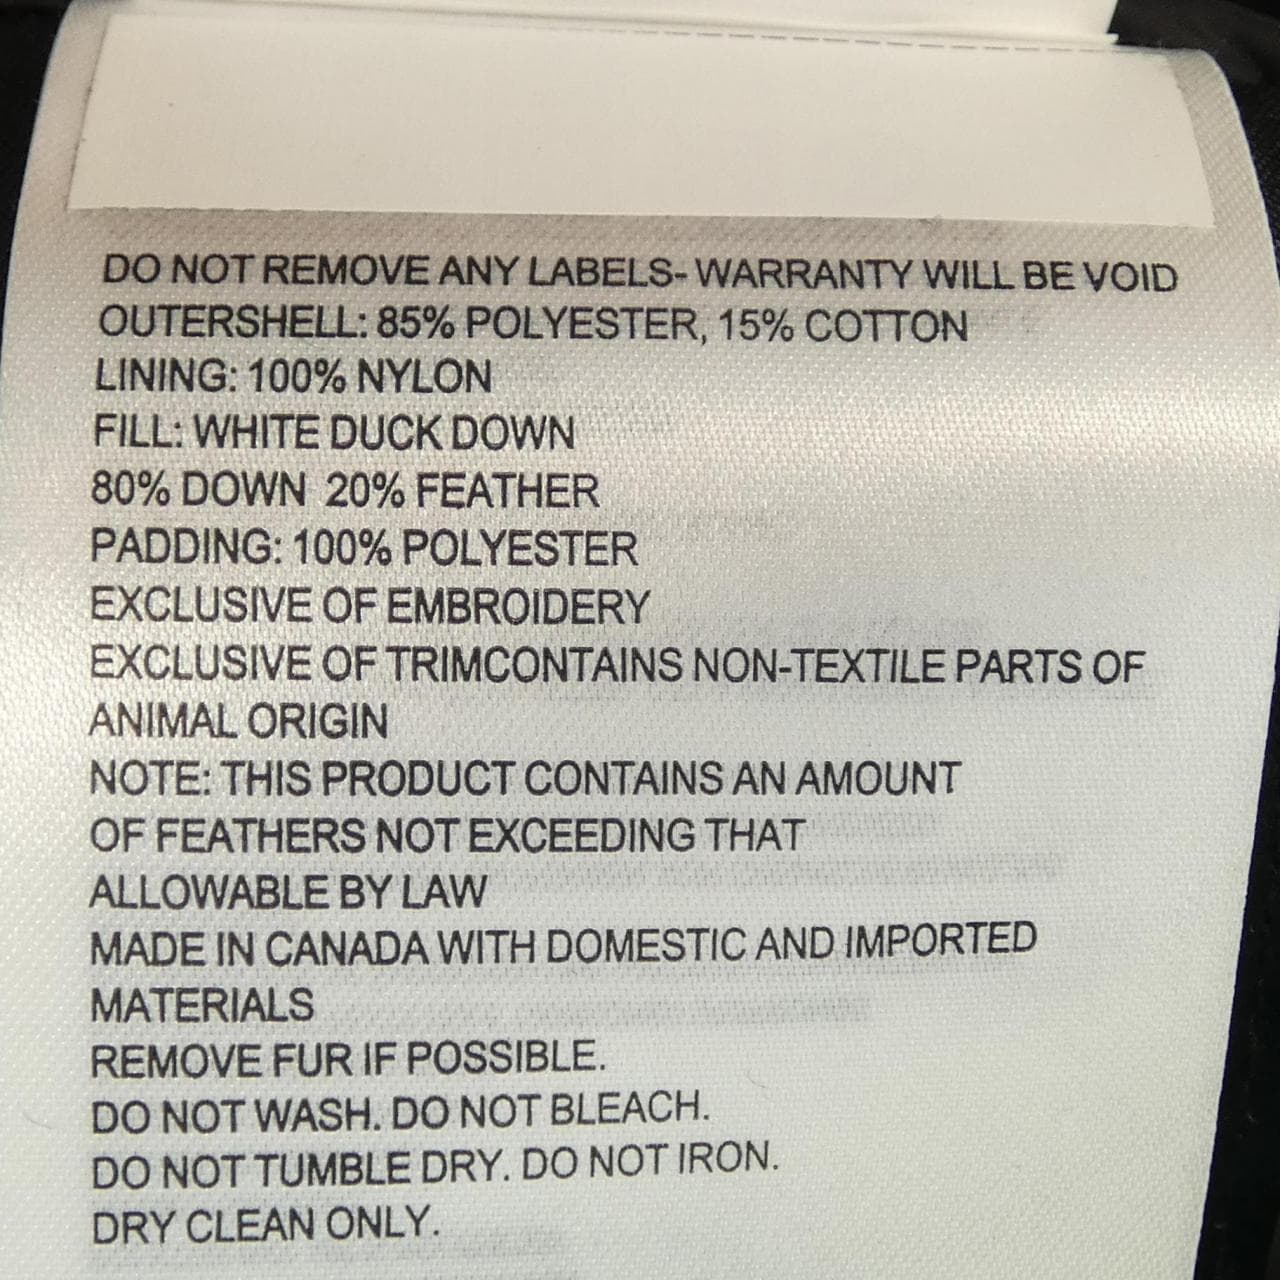 DO NOT REMOVE ANY LABELS- WARRANTY WILL BE VOID
OUTERSHELL: 85% POLYESTER, 15% COTTON
LINING: 100% NYLON
FILL: WHITE DUCK DOWN
80% DOWN 20% FEATHER
PADDING: 100% POLYESTER
EXCLUSIVE OF EMBROIDERY
EXCLUSIVE OF TRIMCONTAINS NON-TEXTILE PARTS OF
ANIMAL ORIGIN
NOTE: THIS PRODUCT CONTAINS AN AMOUNT
OF FEATHERS NOT EXCEEDING THAT
ALLOWABLE BY LAW
MADE IN CANADA WITH DOMESTIC AND IMPORTED
MATERIALS
REMOVE FUR IF POSSIBLE.
DO NOT WASH. DO NOT BLEACH.
DO NOT TUMBLE DRY. DO NOT IRON.
DRY CLEAN ONLY.